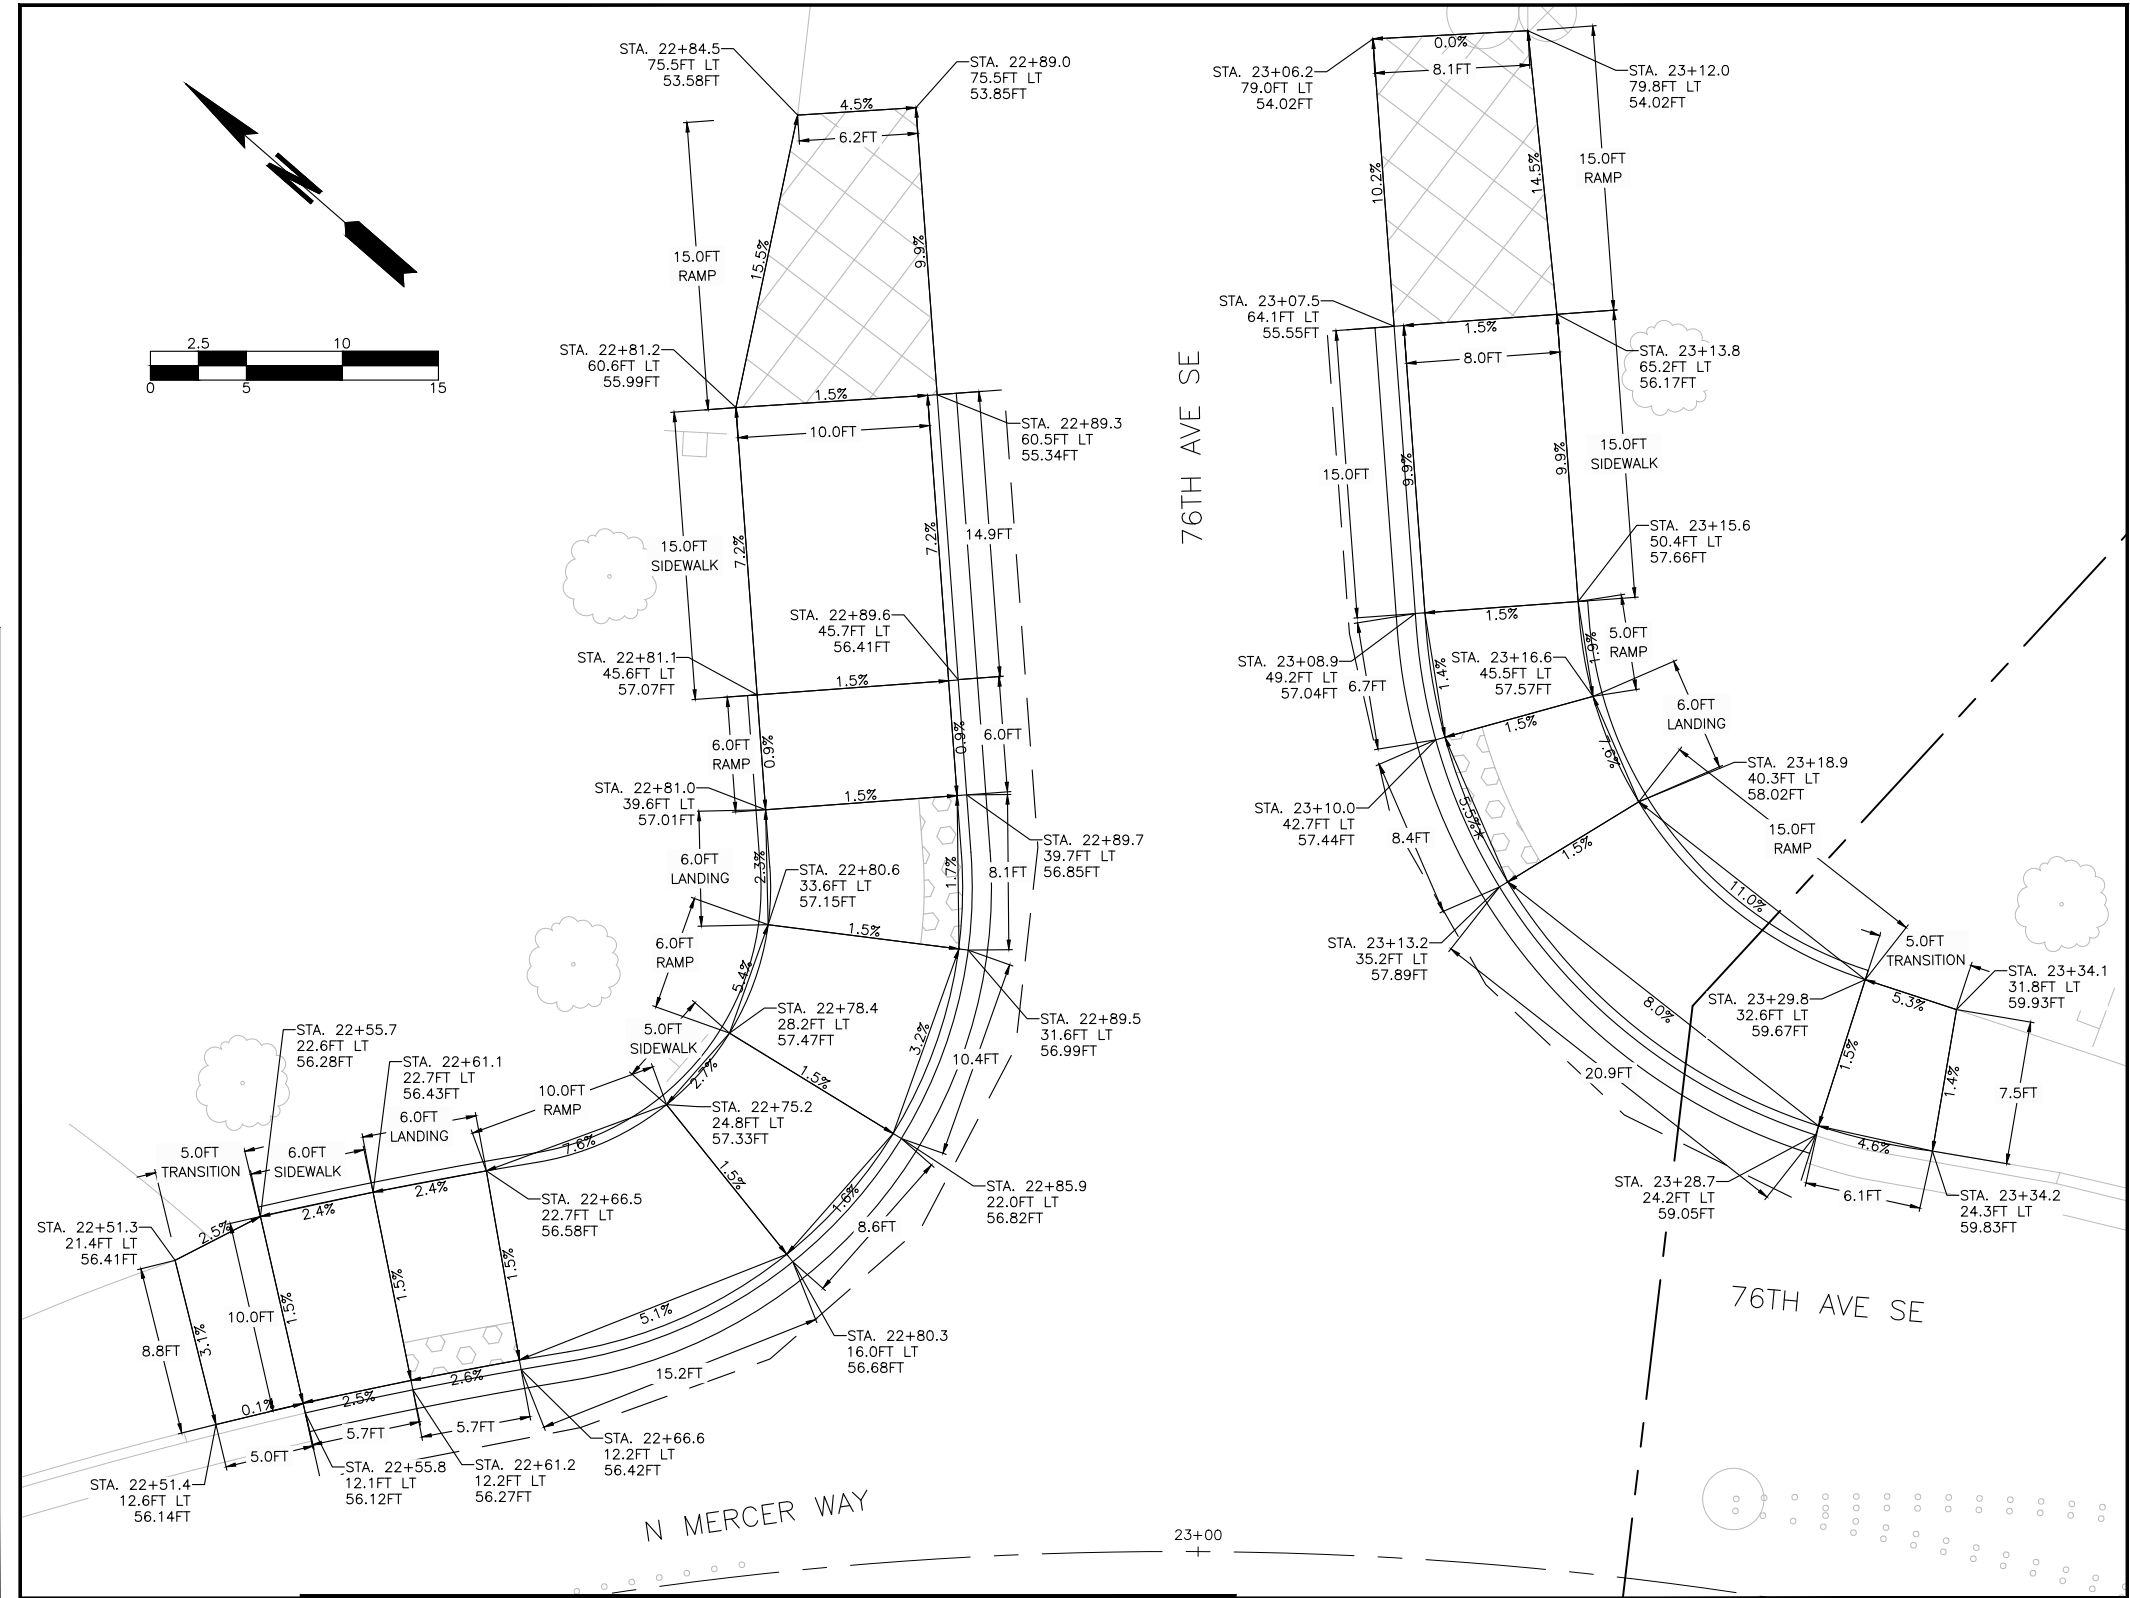 STA. 22+84.5
75.5FT LT
53.58FT
STA. 22+89.0
75.5FT LT
53.85FT
4.5%
6.2FT
15.0FT
RAMP
15.5%
9.9%
N
2.5
10
0
5
15
STA. 22+81.2
60.6FT LT
55.99FT
1.5%
10.0FT
STA. 22+89.3
60.5FT LT
55.34FT
15.0FT
SIDEWALK
7.2%
7.2%
14.9FT
STA. 22+89.6
45.7FT LT
56.41FT
STA. 22+81.1
45.6FT LT
57.07FT
1.5%
6.0FT
RAMP
0.9%
0.9%
6.0FT
STA. 22+81.0
39.6FT LT
57.01FT
1.5%
STA. 22+89.7
39.7FT LT
56.85FT
6.0FT
LANDING
2.3%
STA. 22+80.6
33.6FT LT
57.15FT
1.7%
8.1FT
1.5%
6.0FT
RAMP
5.4%
STA. 22+78.4
28.2FT LT
57.47FT
STA. 22+89.5
31.6FT LT
56.99FT
3.2%
10.4FT
5.0FT
SIDEWALK
2.7%
1.5%
STA. 22+55.7
22.6FT LT
56.28FT
STA. 22+61.1
22.7FT LT
56.43FT
10.0FT
RAMP
STA. 22+75.2
24.8FT LT
57.33FT
6.0FT
LANDING
7.6%
5.0FT
TRANSITION
6.0FT
SIDEWALK
2.4%
2.4%
1.5%
1.6%
STA. 22+85.9
22.0FT LT
56.82FT
STA. 22+66.5
22.7FT LT
56.58FT
STA. 22+51.3
21.4FT LT
56.41FT
2.5%
8.6FT
1.5%
1.5%
1.5%
10.0FT
8.8FT
3.1%
5.1%
STA. 22+80.3
16.0FT LT
56.68FT
15.2FT
0.1%
2.5%
2.6%
5.7FT
5.7FT
5.0FT
STA. 22+66.6
12.2FT LT
56.42FT
STA. 22+51.4
12.6FT LT
56.14FT
STA. 22+55.8
12.1FT LT
56.12FT
STA. 22+61.2
12.2FT LT
56.27FT
N MERCER WAY
23+00
76TH AVE SE
STA. 23+06.2
79.0FT LT
54.02FT
0.0%
8.1FT
STA. 23+12.0
79.8FT LT
54.02FT
10.2%
14.5%
15.0FT
RAMP
STA. 23+07.5
64.1FT LT
55.55FT
1.5%
8.0FT
STA. 23+13.8
65.2FT LT
56.17FT
15.0FT
9.9%
9.9%
15.0FT
SIDEWALK
STA. 23+15.6
50.4FT LT
57.66FT
1.5%
5.0FT
RAMP
1.9%
STA. 23+08.9
49.2FT LT
57.04FT
6.7FT
1.4%
STA. 23+16.6
45.5FT LT
57.57FT
1.5%
6.0FT
LANDING
7.6%
STA. 23+18.9
40.3FT LT
58.02FT
STA. 23+10.0
42.7FT LT
57.44FT
8.4FT
5.5%*
1.5%
15.0FT
RAMP
11.0%
STA. 23+13.2
35.2FT LT
57.89FT
5.0FT
TRANSITION
STA. 23+34.1
31.8FT LT
59.93FT
STA. 23+29.8
32.6FT LT
59.67FT
5.3%
8.0%
1.5%
1.4%
20.9FT
7.5FT
4.6%
STA. 23+28.7
24.2FT LT
59.05FT
6.1FT
STA. 23+34.2
24.3FT LT
59.83FT
76TH AVE SE